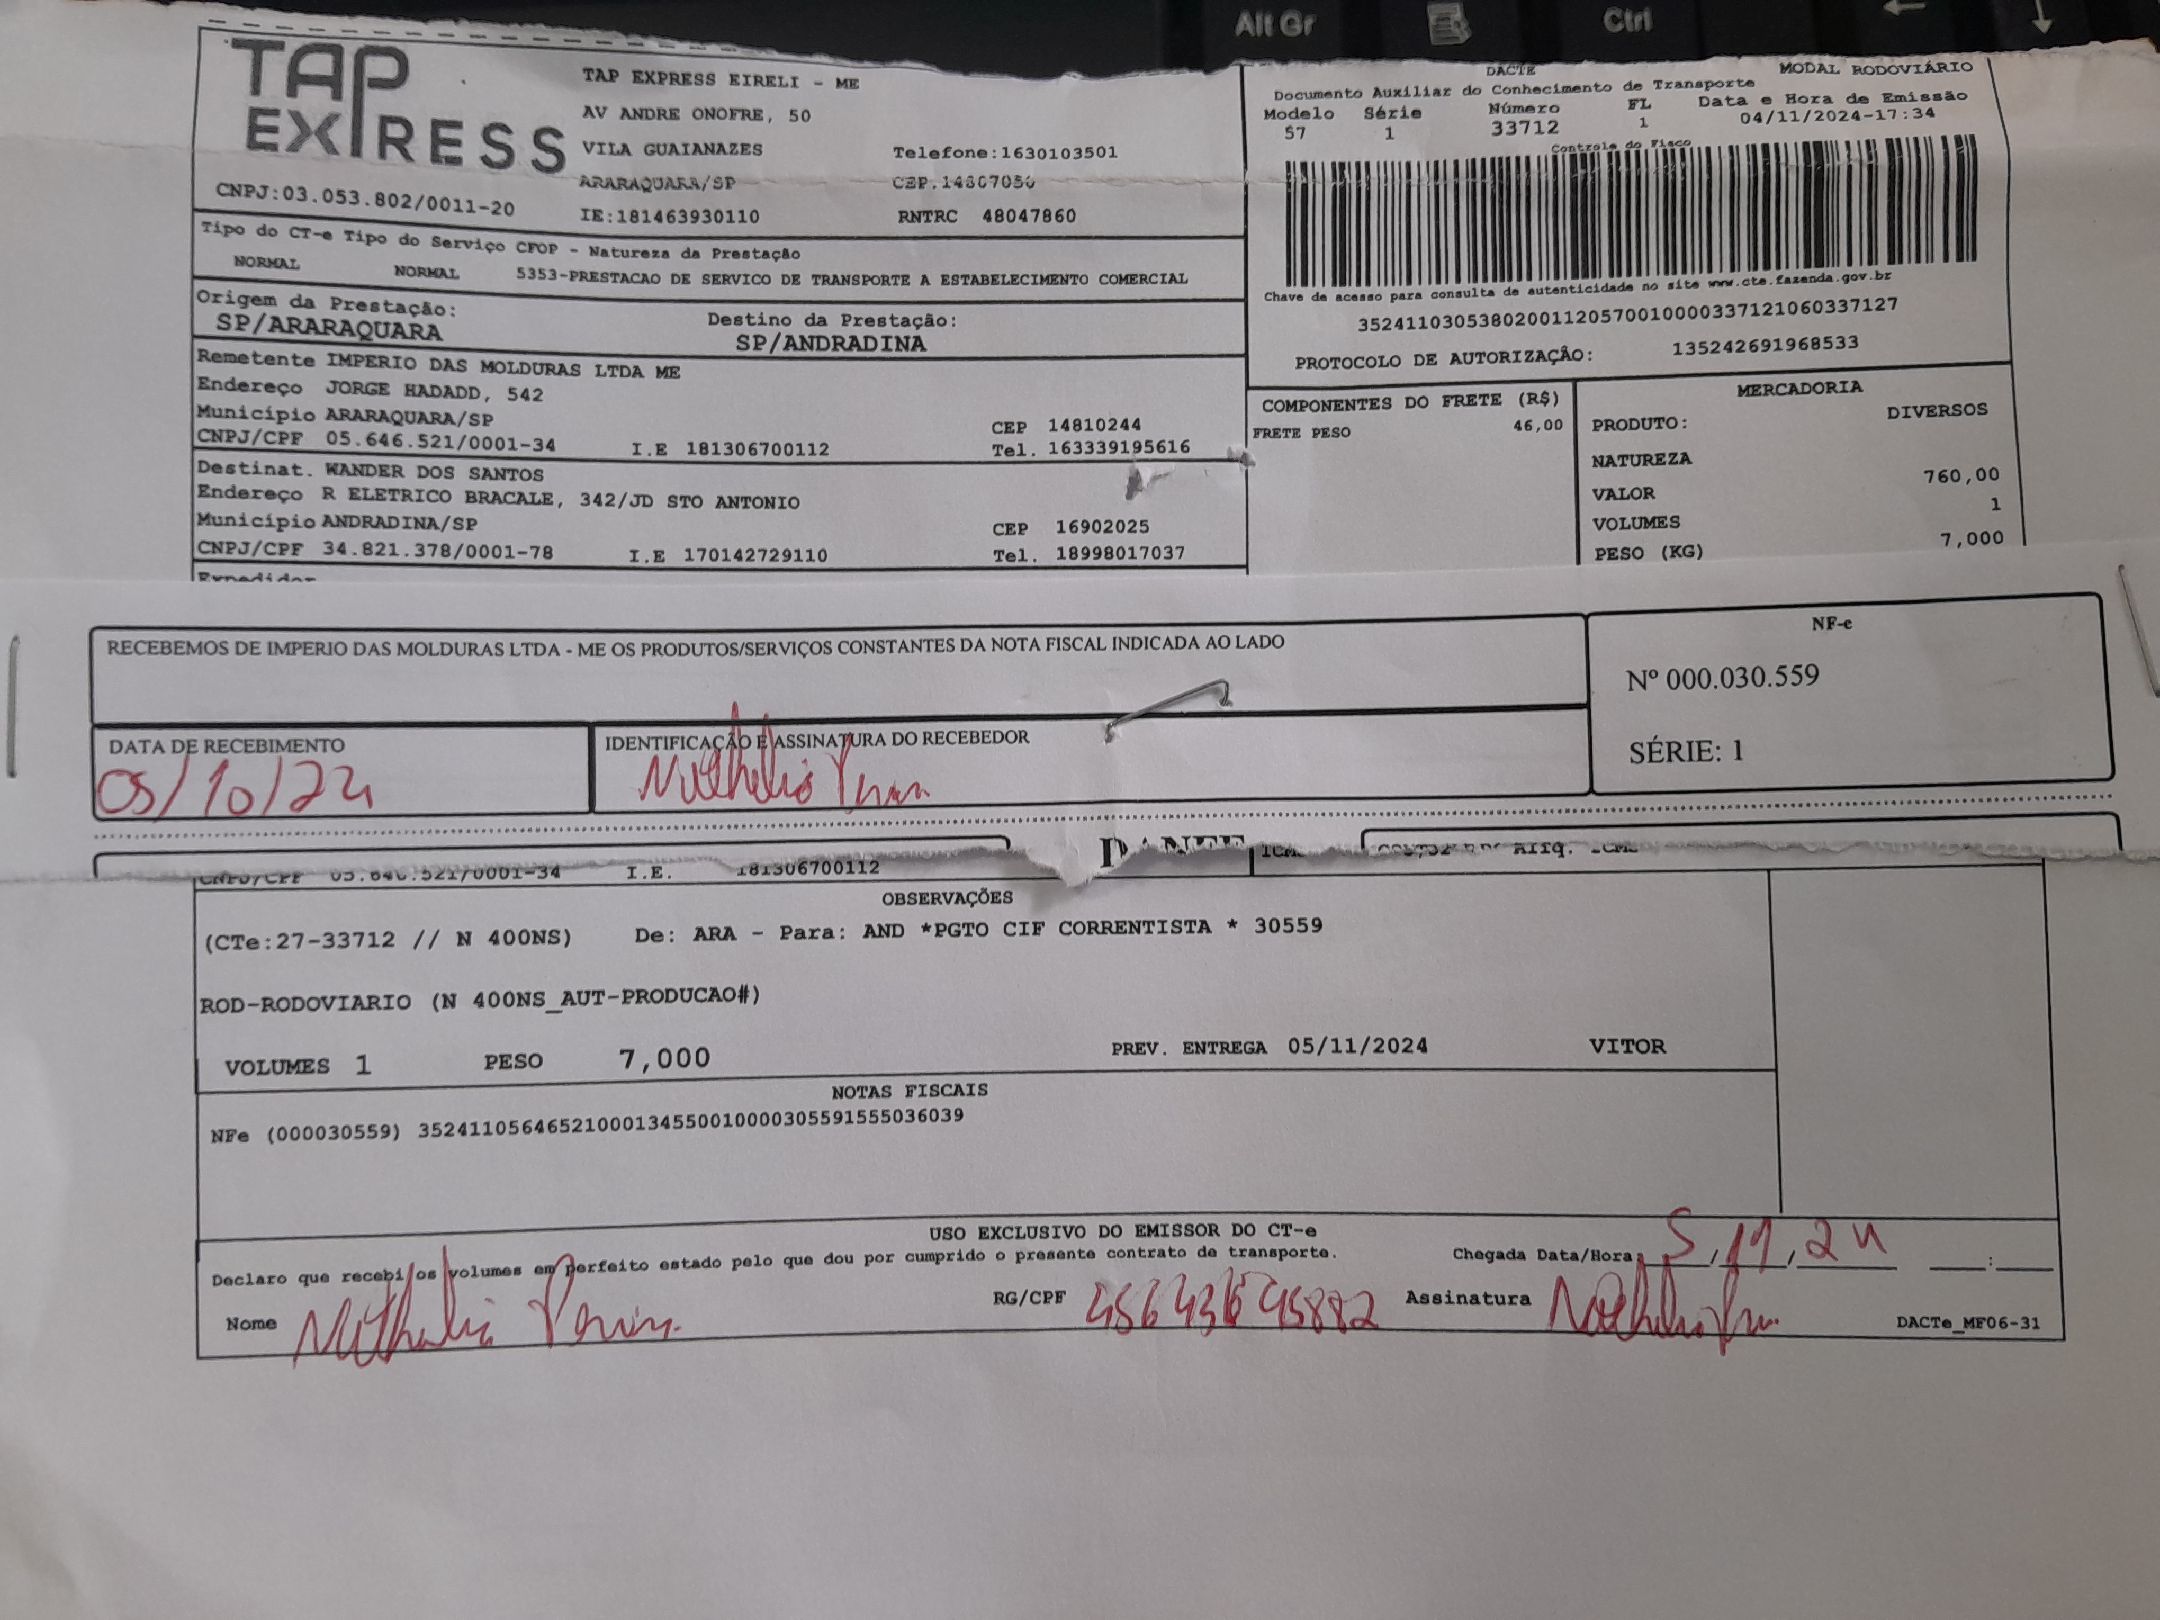 Alt Gr
Ctrl
TAP EXPRESS
TAP EXPRESS EIRELI - ME
AV ANDRE ONOFRE, 50
VILA GUAIANAZES Telefone:1630103501
ARARAQUARA/SP CEP.14807050
CNPJ:03.053.802/0011-20 IE:181463930110 RNTRC 48047860
DACTE MODAL RODOVIÁRIO
Documento Auxiliar do Conhecimento de Transporte
Modelo Série Número FL Data e Hora de Emissão
57 1 33712 1 04/11/2024-17:34
Controle do Fisco
Chave de acesso para consulta de autenticidade no site www.cte.fazenda.gov.br
35241103053802001120570010000337121060337127
PROTOCOLO DE AUTORIZAÇÃO: 135242691968533
Tipo do CT-e Tipo do Serviço CFOP - Natureza da Prestação
NORMAL NORMAL 5353-PRESTACAO DE SERVICO DE TRANSPORTE A ESTABELECIMENTO COMERCIAL
Origem da Prestação: Destino da Prestação:
SP/ARARAQUARA SP/ANDRADINA
Remetente IMPERIO DAS MOLDURAS LTDA ME
Endereço JORGE HADADD, 542
Município ARARAQUARA/SP CEP 14810244
CNPJ/CPF 05.646.521/0001-34 I.E 181306700112 Tel. 163339195616
Destinat. WANDER DOS SANTOS
Endereço R ELETRICO BRACALE, 342/JD STO ANTONIO
Município ANDRADINA/SP CEP 16902025
CNPJ/CPF 34.821.378/0001-78 I.E 170142729110 Tel. 18998017037
Expedidor
COMPONENTES DO FRETE (R$)
FRETE PESO 46,00
MERCADORIA
PRODUTO: DIVERSOS
NATUREZA
VALOR 760,00
VOLUMES 1
PESO (KG) 7,000
RECEBEMOS DE IMPERIO DAS MOLDURAS LTDA - ME OS PRODUTOS/SERVIÇOS CONSTANTES DA NOTA FISCAL INDICADA AO LADO
NF-e
Nº 000.030.559
SÉRIE: 1
DATA DE RECEBIMENTO IDENTIFICAÇÃO E ASSINATURA DO RECEBEDOR
05/10/24
DANFE
CNPJ/CPF 05.646.521/0001-34 I.E. 181306700112
OBSERVAÇÕES
(CTe:27-33712 // N 400NS) De: ARA - Para: AND *PGTO CIF CORRENTISTA * 30559
ROD-RODOVIARIO (N 400NS_AUT-PRODUCAO#)
VOLUMES 1 PESO 7,000 PREV. ENTREGA 05/11/2024 VITOR
NOTAS FISCAIS
NFe (000030559) 35241105646521000134550010000305591555036039
USO EXCLUSIVO DO EMISSOR DO CT-e
Declaro que recebi os volumes em perfeito estado pelo que dou por cumprido o presente contrato de transporte. Chegada Data/Hora: 5/11/24 :
Nome RG/CPF Assinatura
DACTe_MF06-31